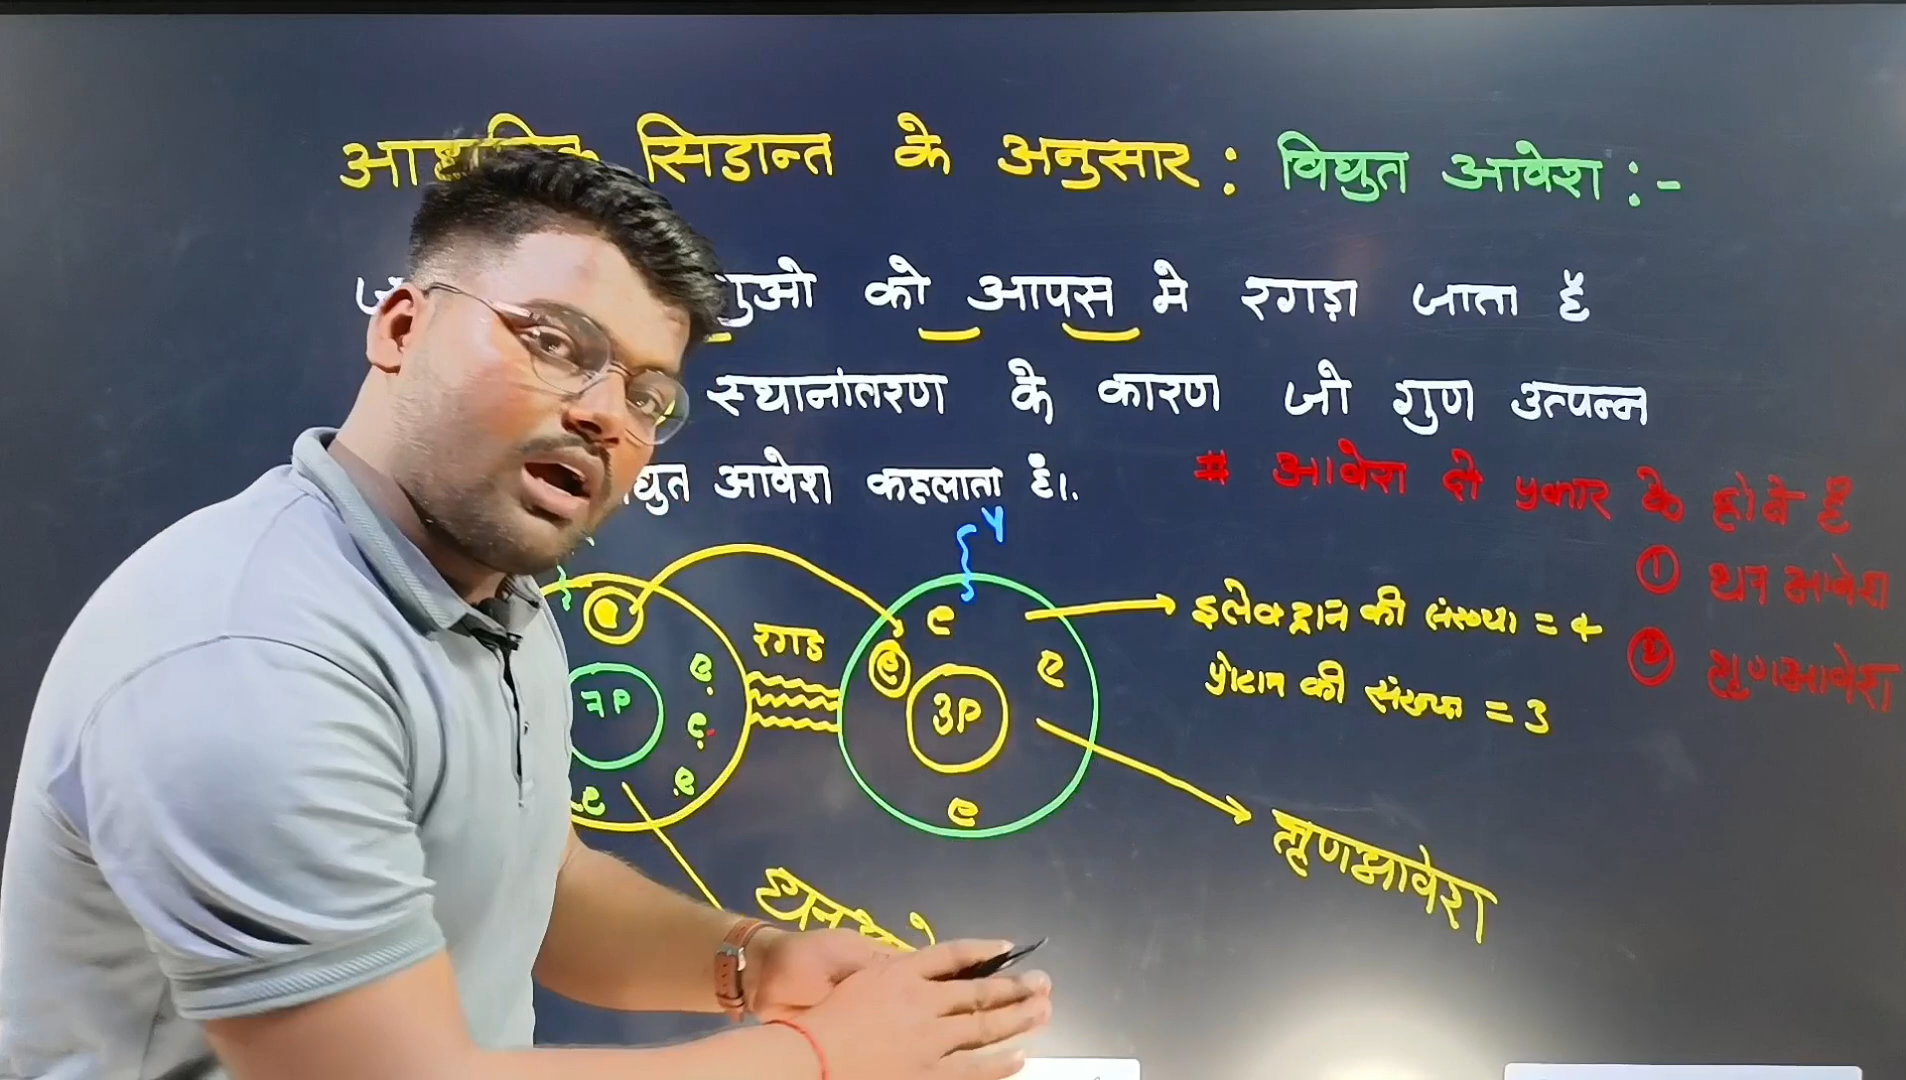 सिडान्त के अनुसार : विद्युत आवेश :-
को आपस मे रगड़ा जाता है
स्थानांतरण के कारण जो गुण उत्पन्न
आवेश कहलाता है।.
# आवेश दो प्रकार के होते है
① धन आवेश
② ऋणआवेश
y
e
e
e
e
3P
रगड
7P
e
e
e
e
e
इलेक्ट्रान की संख्या = 4
प्रोटान की संख्या = 3
ऋणआवेश